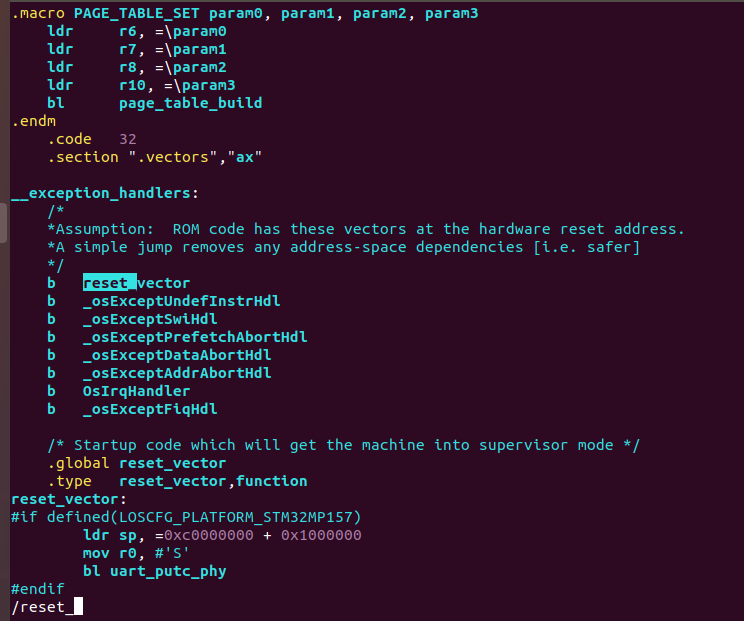 .macro PAGE_TABLE_SET param0, param1, param2, param3
    ldr     r6, =\param0
    ldr     r7, =\param1
    ldr     r8, =\param2
    ldr     r10, =\param3
    bl      page_table_build
.endm
    .code   32
    .section ".vectors","ax"

__exception_handlers:
    /*
    *Assumption:  ROM code has these vectors at the hardware reset address.
    *A simple jump removes any address-space dependencies [i.e. safer]
    */
    b   reset_vector
    b   _osExceptUndefInstrHdl
    b   _osExceptSwiHdl
    b   _osExceptPrefetchAbortHdl
    b   _osExceptDataAbortHdl
    b   _osExceptAddrAbortHdl
    b   OsIrqHandler
    b   _osExceptFiqHdl

    /* Startup code which will get the machine into supervisor mode */
    .global reset_vector
    .type   reset_vector,function
reset_vector:
#if defined(LOSCFG_PLATFORM_STM32MP157)
        ldr sp, =0xc0000000 + 0x1000000
        mov r0, #'S'
        bl uart_putc_phy
#endif
/reset_